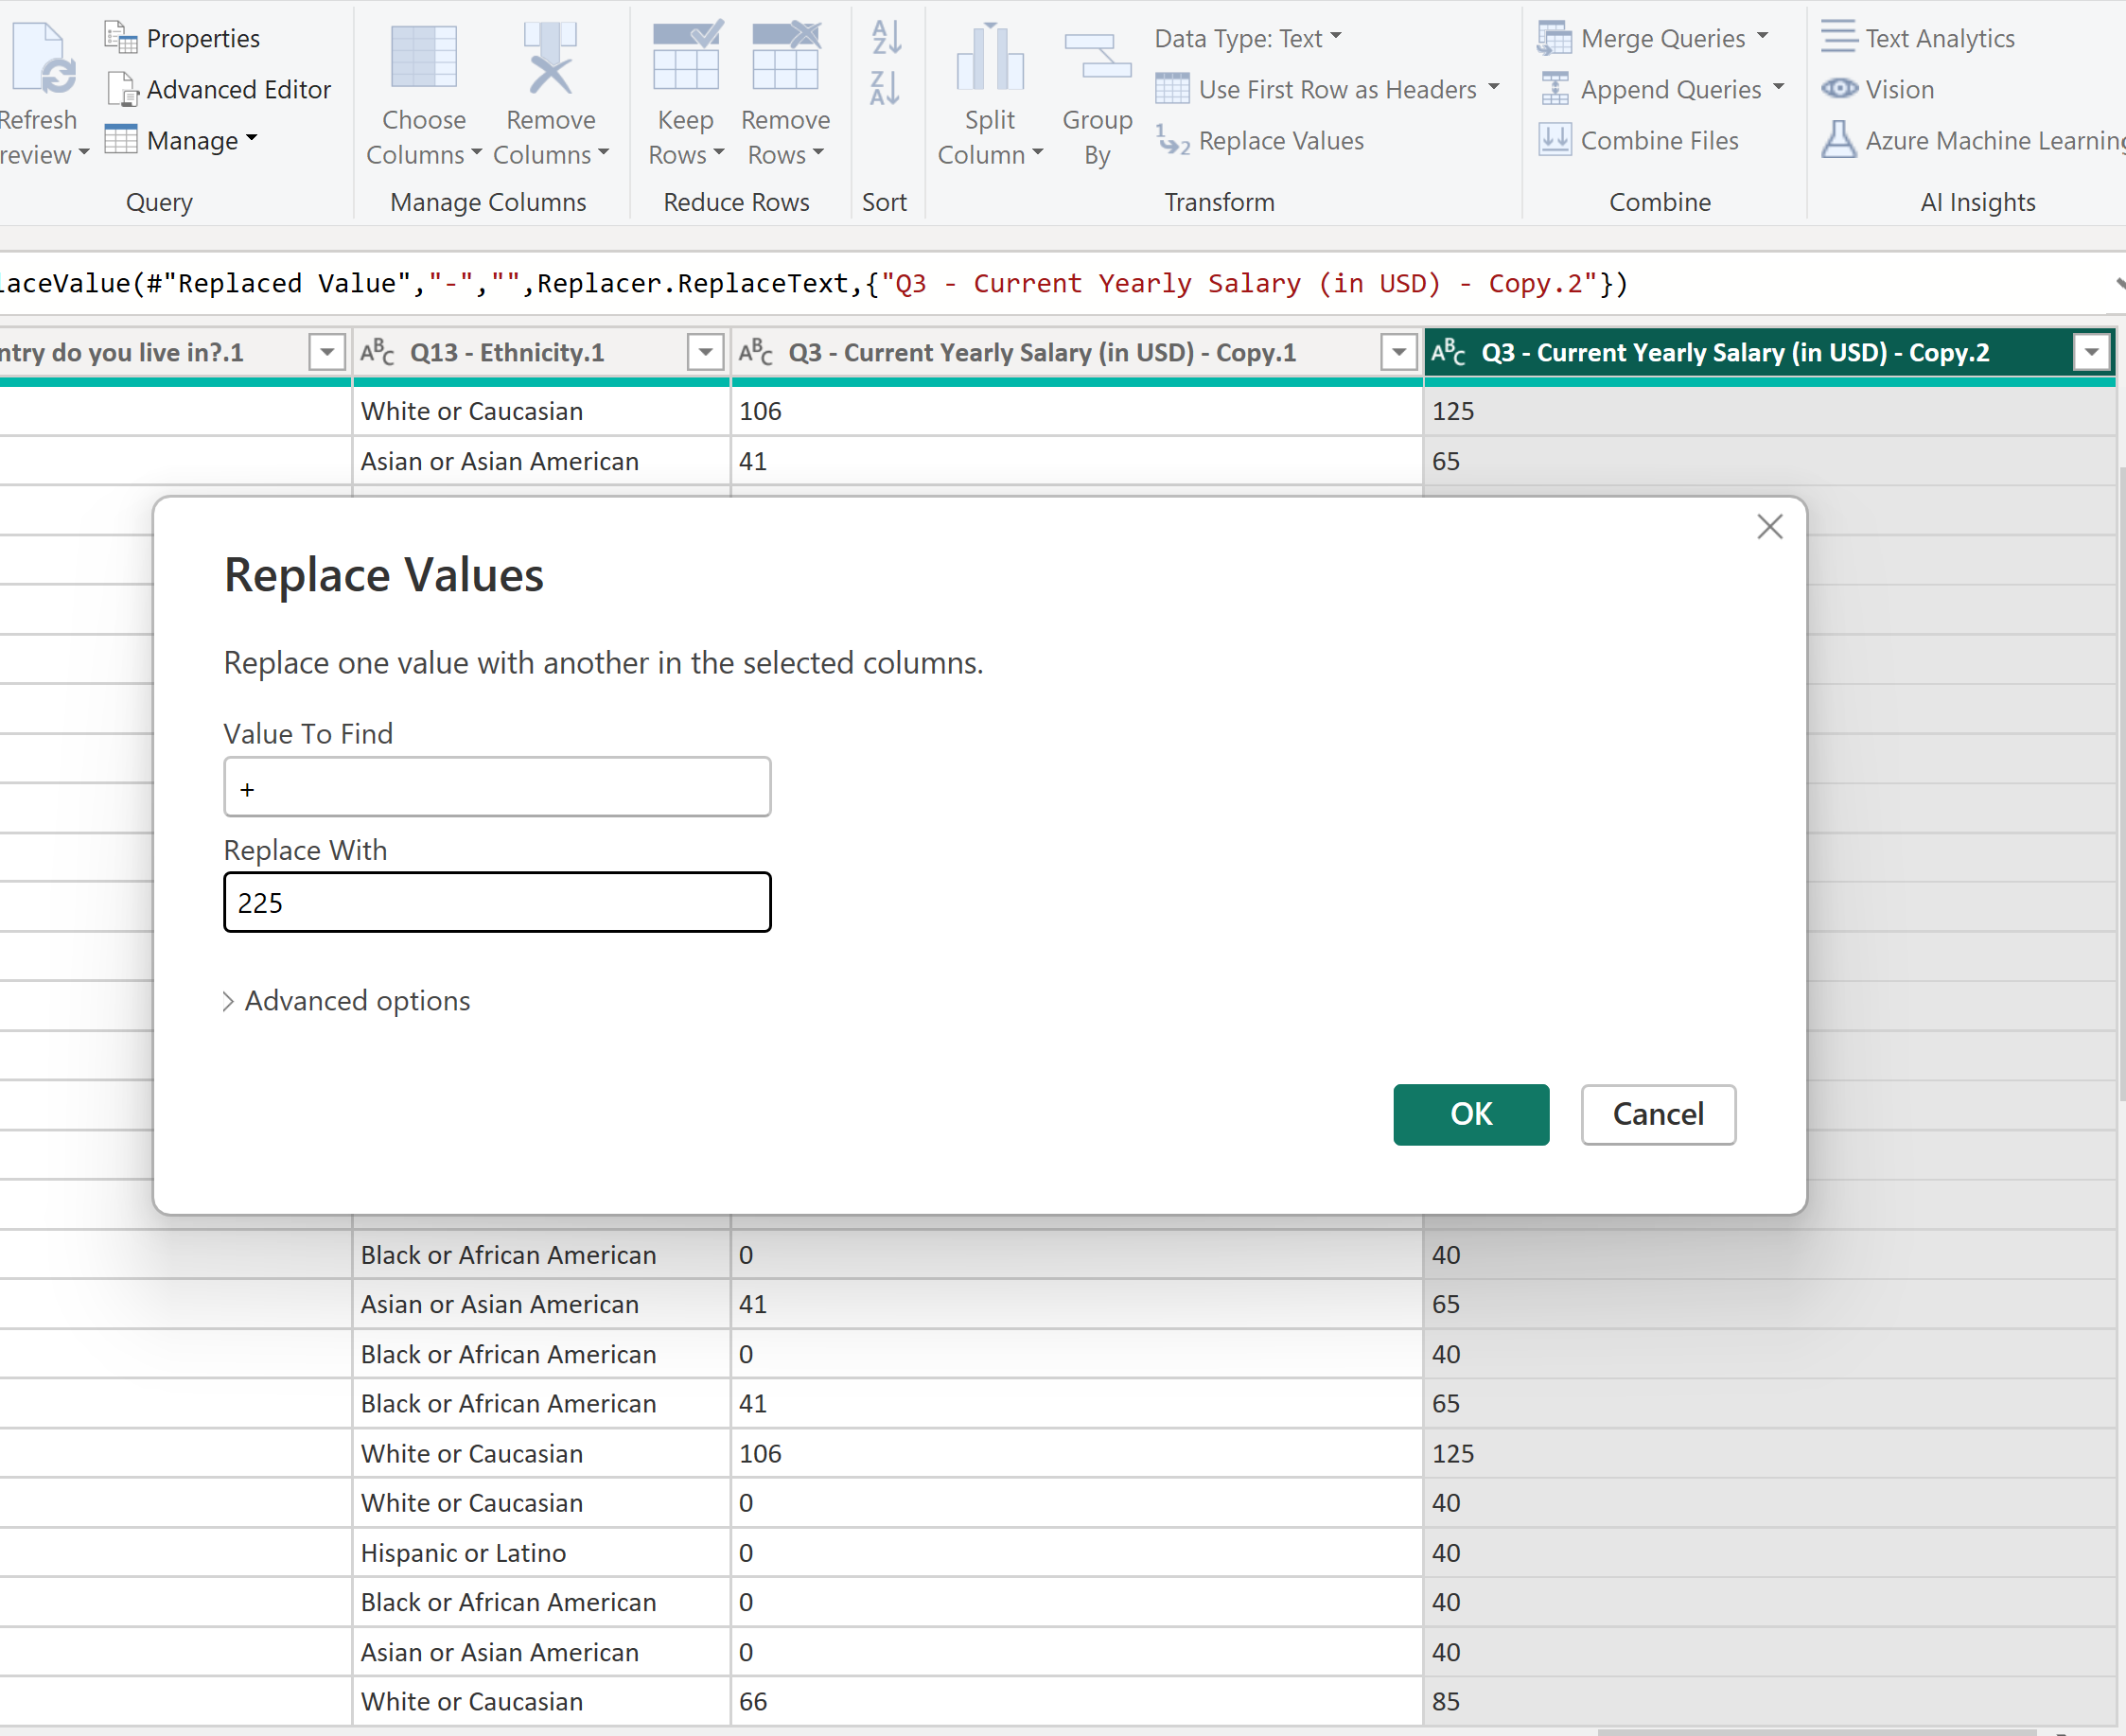 Properties
Advanced Editor
Manage
Refresh
review
Query
Choose
Columns
Remove
Columns
Manage Columns
Keep
Rows
Remove
Rows
Reduce Rows
A
Z
Z
A
Sort
Split
Column
Group
By
Data Type: Text
Use First Row as Headers
1
2
Replace Values
Transform
Merge Queries
Append Queries
Combine Files
Combine
Text Analytics
Vision
Azure Machine Learning
AI Insights
laceValue(#"Replaced Value","-","",Replacer.ReplaceText,{"Q3 - Current Yearly Salary (in USD) - Copy.2"})
ntry do you live in?.1 ABC Q13 - Ethnicity.1 ABC Q3 - Current Yearly Salary (in USD) - Copy.1 ABC Q3 - Current Yearly Salary (in USD) - Copy.2
White or Caucasian 106 125
Asian or Asian American 41 65
Replace Values
Replace one value with another in the selected columns.
Value To Find
+
Replace With
225
Advanced options
OK
Cancel
Black or African American 0 40
Asian or Asian American 41 65
Black or African American 0 40
Black or African American 41 65
White or Caucasian 106 125
White or Caucasian 0 40
Hispanic or Latino 0 40
Black or African American 0 40
Asian or Asian American 0 40
White or Caucasian 66 85